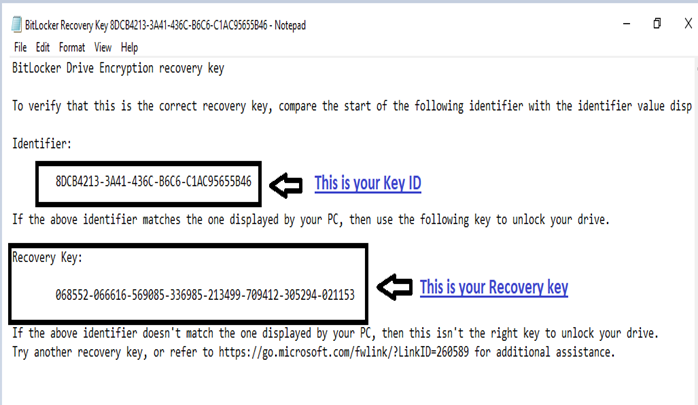 BitLocker Recovery Key 8DCB4213-3A41-436C-B6C6-C1AC95655B46 - Notepad
File Edit Format View Help
BitLocker Drive Encryption recovery key
To verify that this is the correct recovery key, compare the start of the following identifier with the identifier value disp
Identifier:
8DCB4213-3A41-436C-B6C6-C1AC95655B46
This is your Key ID
If the above identifier matches the one displayed by your PC, then use the following key to unlock your drive.
Recovery Key:
068552-066616-569085-336985-213499-709412-305294-021153
This is your Recovery key
If the above identifier doesn't match the one displayed by your PC, then this isn't the right key to unlock your drive.
Try another recovery key, or refer to https://go.microsoft.com/fwlink/?LinkID=260589 for additional assistance.